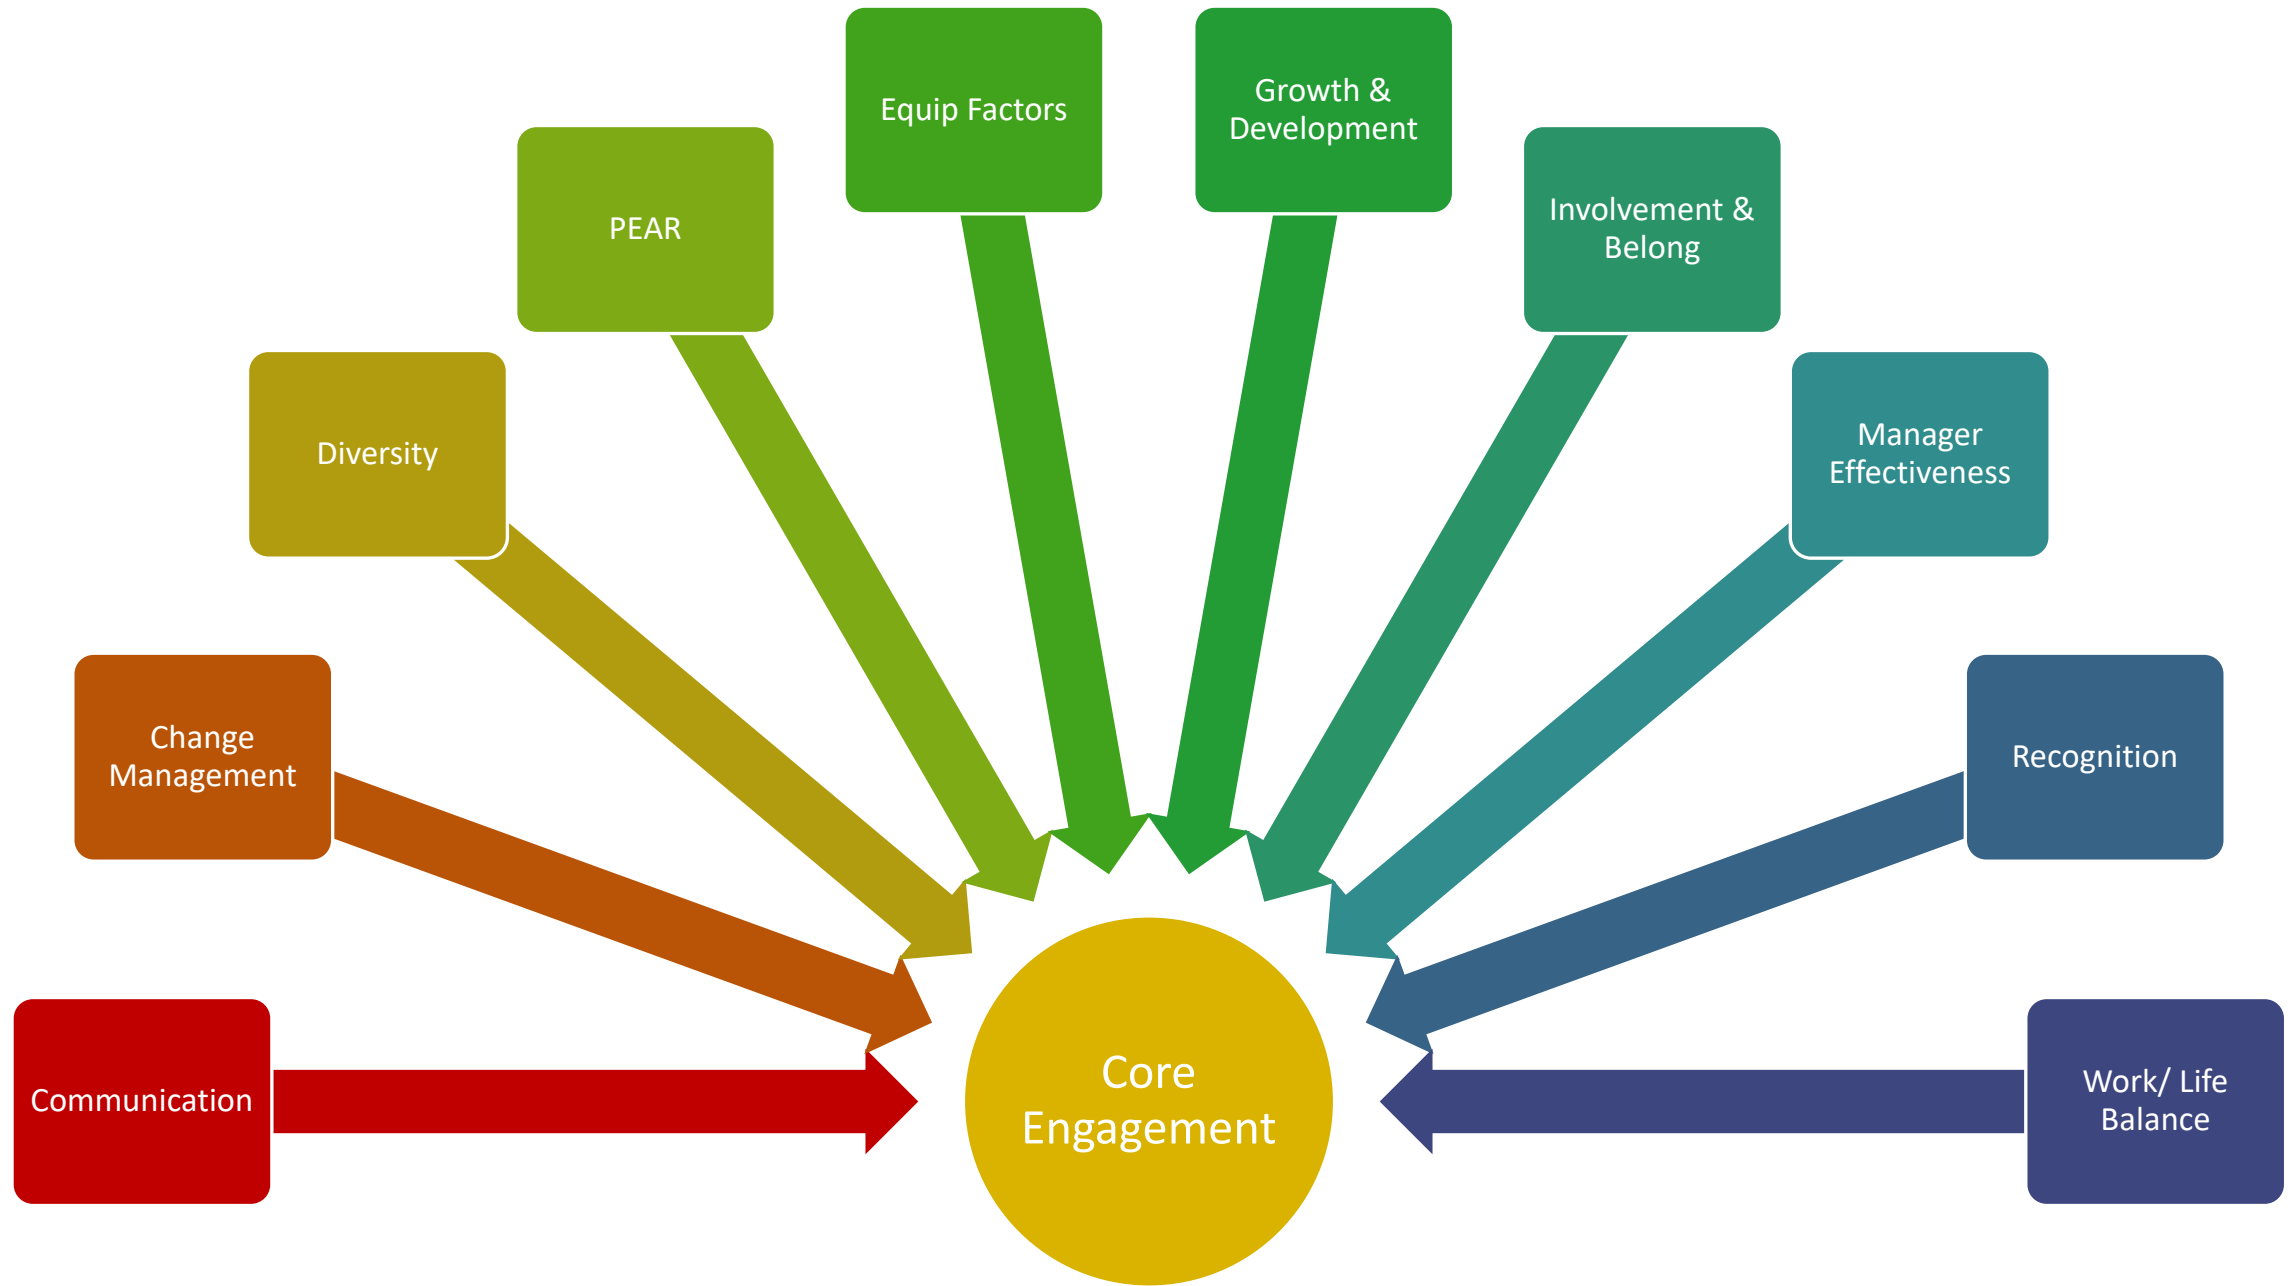 Communication
Change
Management
Diversity
PEAR
Equip Factors
Growth &
Development
Involvement &
Belong
Manager
Effectiveness
Recognition
Work/ Life
Balance
Core
Engagement